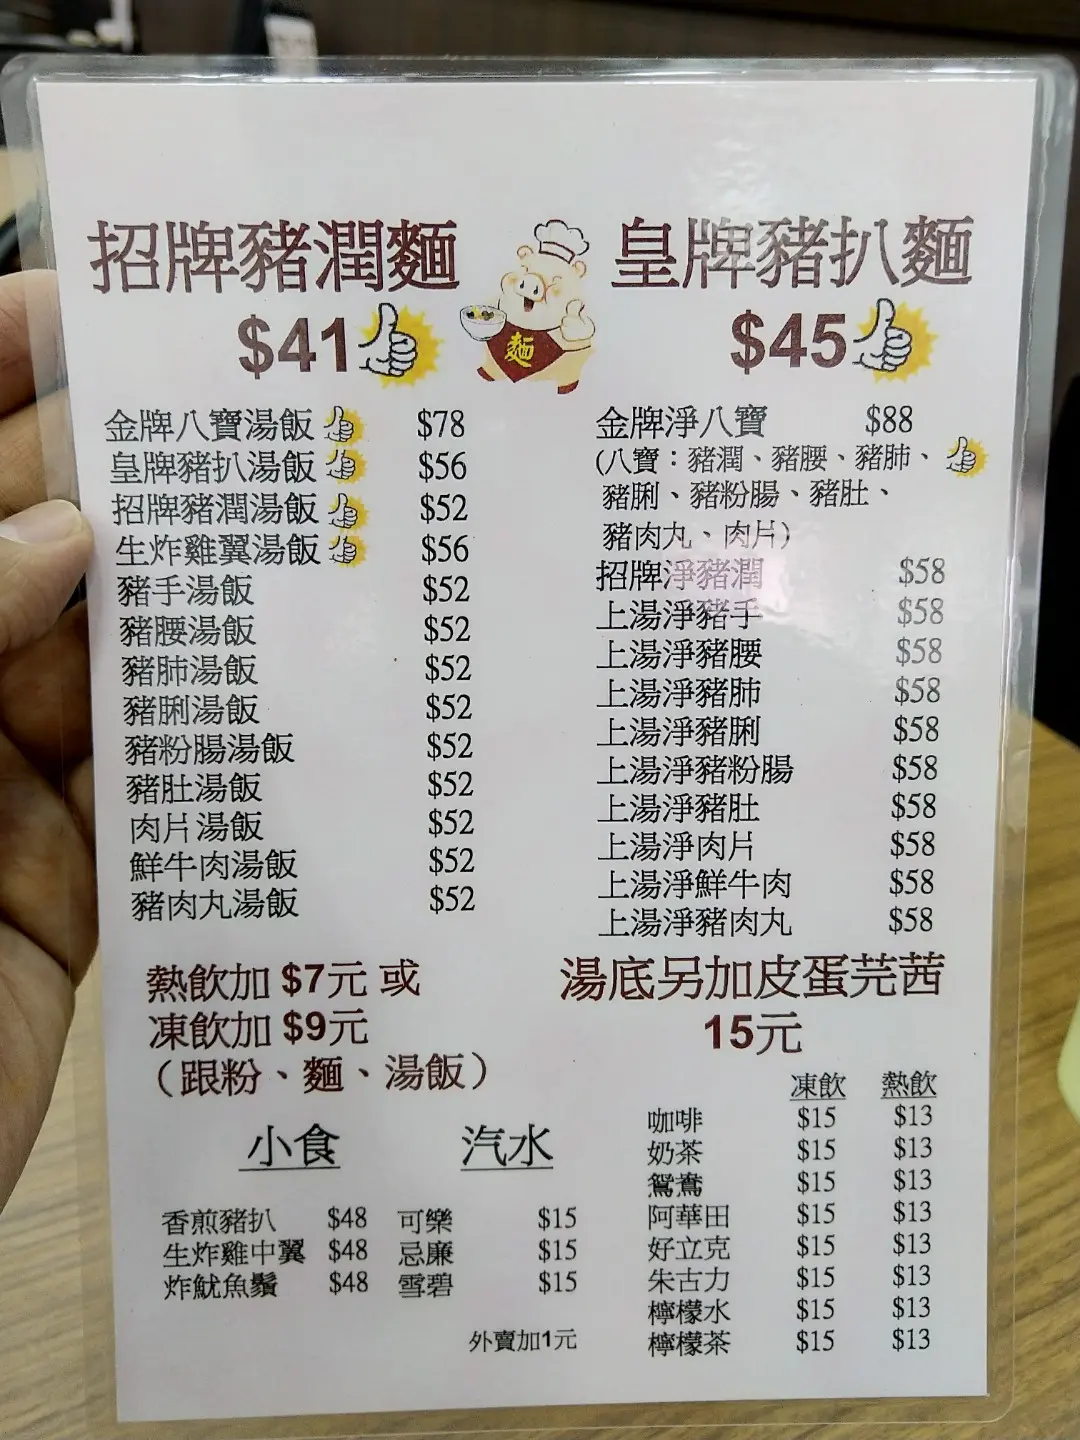 招牌豬潤麵
$41
麵
皇牌豬扒麵
$45
金牌八寶湯飯 $78
皇牌豬扒湯飯 $56
招牌豬潤湯飯 $52
生炸雞翼湯飯 $56
豬手湯飯 $52
豬腰湯飯 $52
豬肺湯飯 $52
豬脷湯飯 $52
豬粉腸湯飯 $52
豬肚湯飯 $52
肉片湯飯 $52
鮮牛肉湯飯 $52
豬肉丸湯飯 $52
金牌淨八寶 $88
(八寶：豬潤、豬腰、豬肺、
豬脷、豬粉腸、豬肚、
豬肉丸、肉片)
招牌淨豬潤 $58
上湯淨豬手 $58
上湯淨豬腰 $58
上湯淨豬肺 $58
上湯淨豬脷 $58
上湯淨豬粉腸 $58
上湯淨豬肚 $58
上湯淨肉片 $58
上湯淨鮮牛肉 $58
上湯淨豬肉丸 $58
熱飲加 $7元 或
凍飲加 $9元
（跟粉、麵、湯飯）
湯底另加皮蛋芫茜
15元
小食
香煎豬扒 $48
生炸雞中翼 $48
炸魷魚鬚 $48
汽水
可樂 $15
忌廉 $15
雪碧 $15
外賣加1元
凍飲 熱飲
咖啡 $15 $13
奶茶 $15 $13
鴛鴦 $15 $13
阿華田 $15 $13
好立克 $15 $13
朱古力 $15 $13
檸檬水 $15 $13
檸檬茶 $15 $13